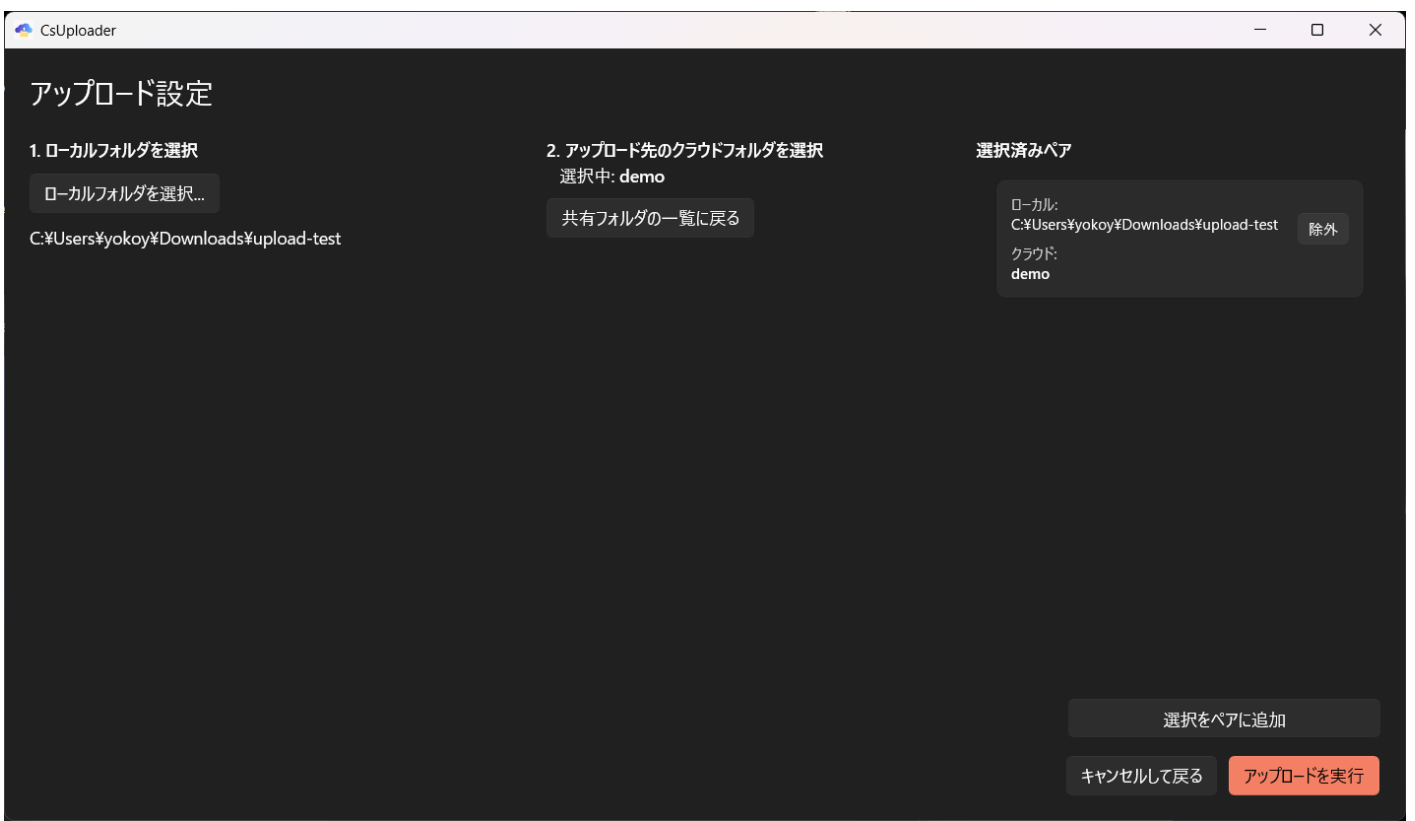 CsUploader
アップロード設定
1. ローカルフォルダを選択
ローカルフォルダを選択...
C:¥Users¥yokoy¥Downloads¥upload-test
2. アップロード先のクラウドフォルダを選択
選択中: demo
共有フォルダの一覧に戻る
選択済みペア
ローカル:
C:¥Users¥yokoy¥Downloads¥upload-test
除外
クラウド:
demo
選択をペアに追加
キャンセルして戻る
アップロードを実行